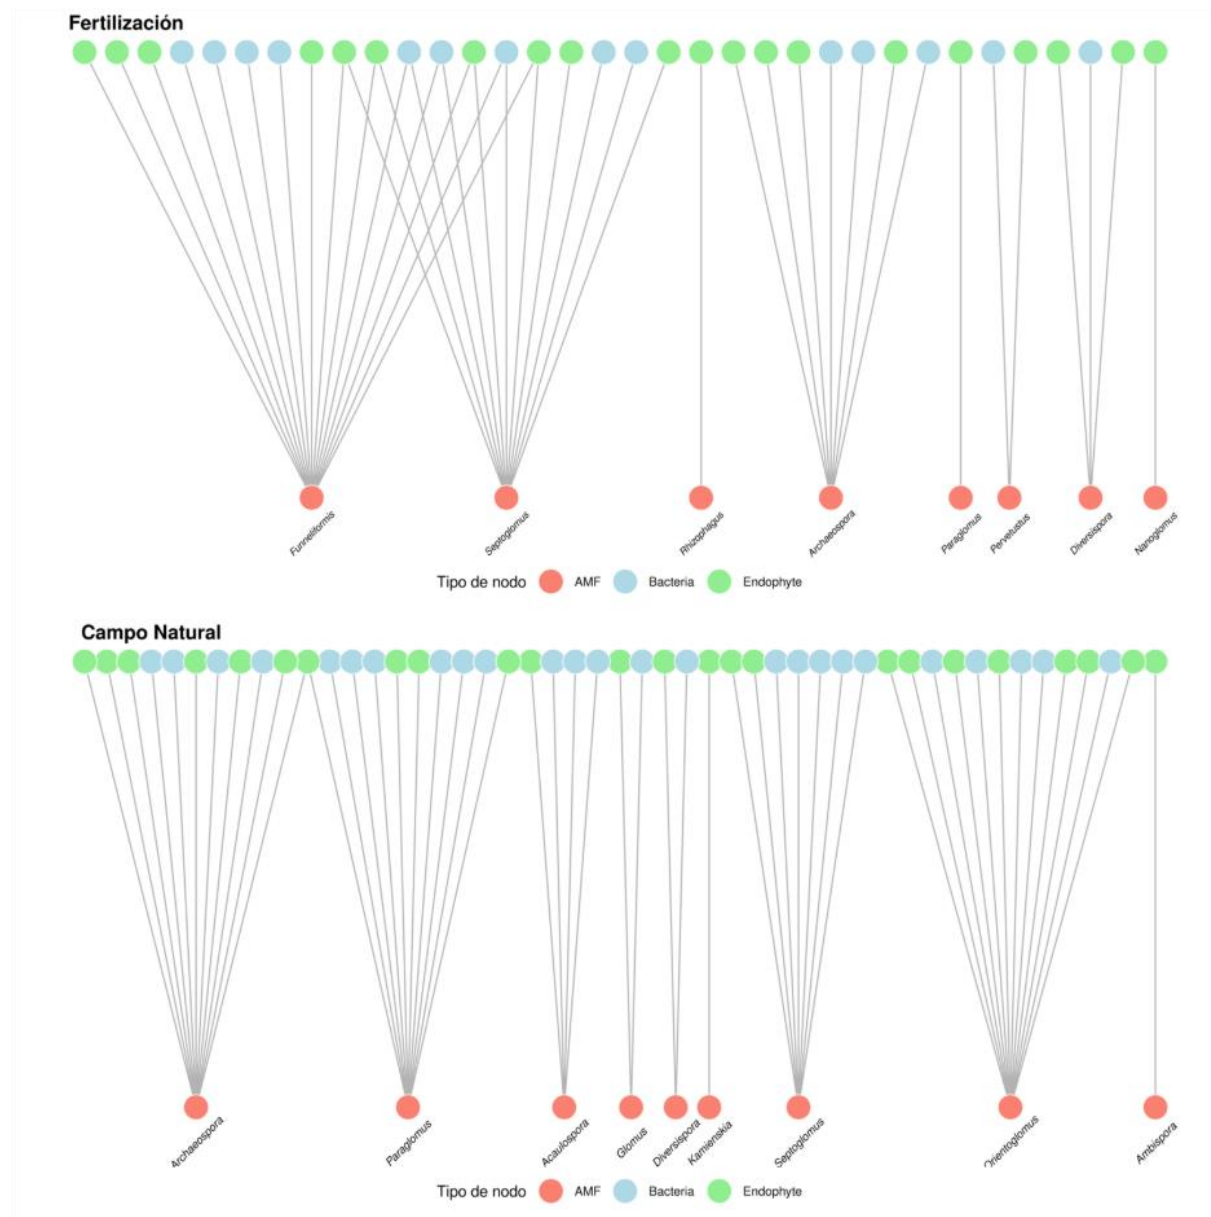 Fertilización
Funneliformis
Septoglomus
Rhizophagus
Archaeospora
Paraglomus
Pervetustus
Diversispora
Nanoglomus
Tipo de nodo AMF Bacteria Endophyte
Campo Natural
Archaeospora
Paraglomus
Acaulospora
Glomus
Diversispora
Kamienskia
Septoglomus
Orientoglomus
Ambispora
Tipo de nodo AMF Bacteria Endophyte